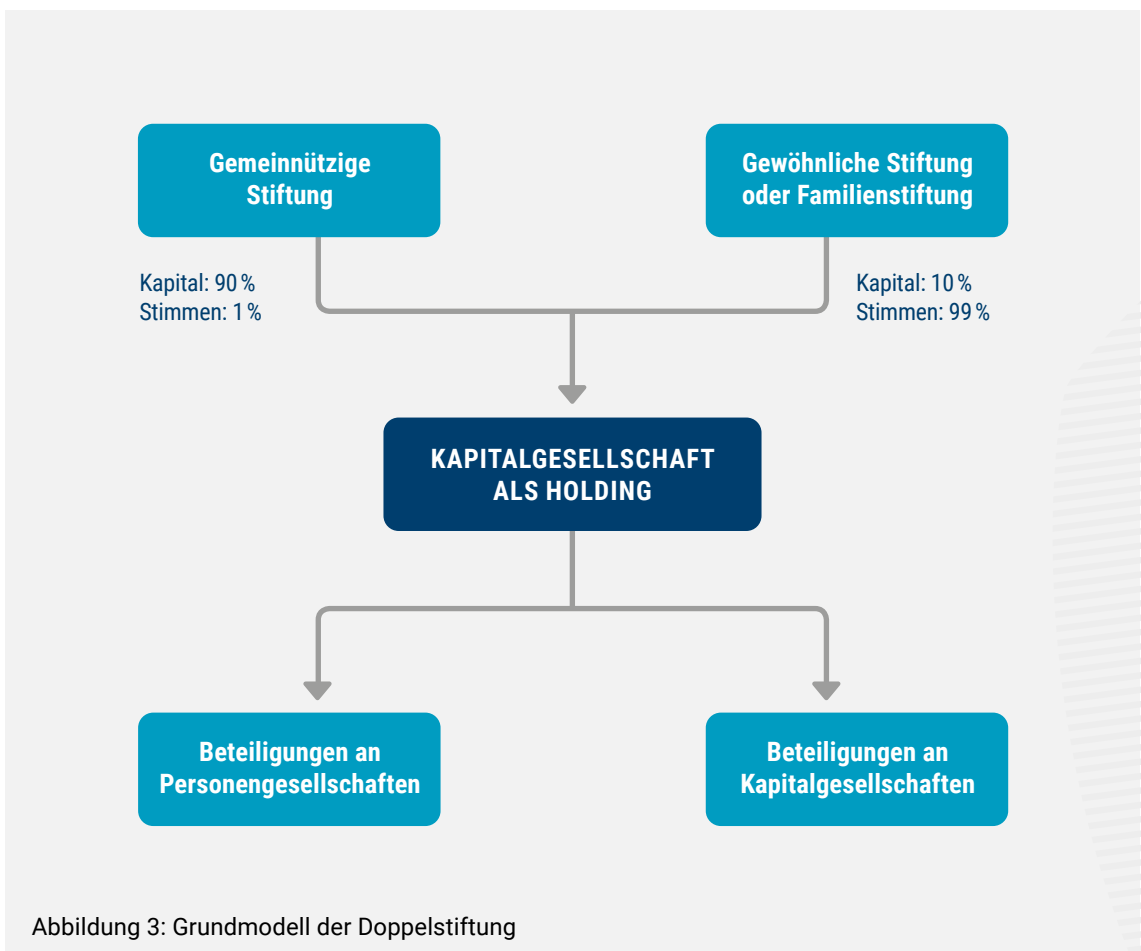 Gemeinnützige
Stiftung
Gewöhnliche Stiftung
oder Familienstiftung
Kapital: 90 %
Stimmen: 1 %
Kapital: 10 %
Stimmen: 99 %
KAPITALGESELLSCHAFT
ALS HOLDING
Beteiligungen an
Personengesellschaften
Beteiligungen an
Kapitalgesellschaften
Abbildung 3: Grundmodell der Doppelstiftung